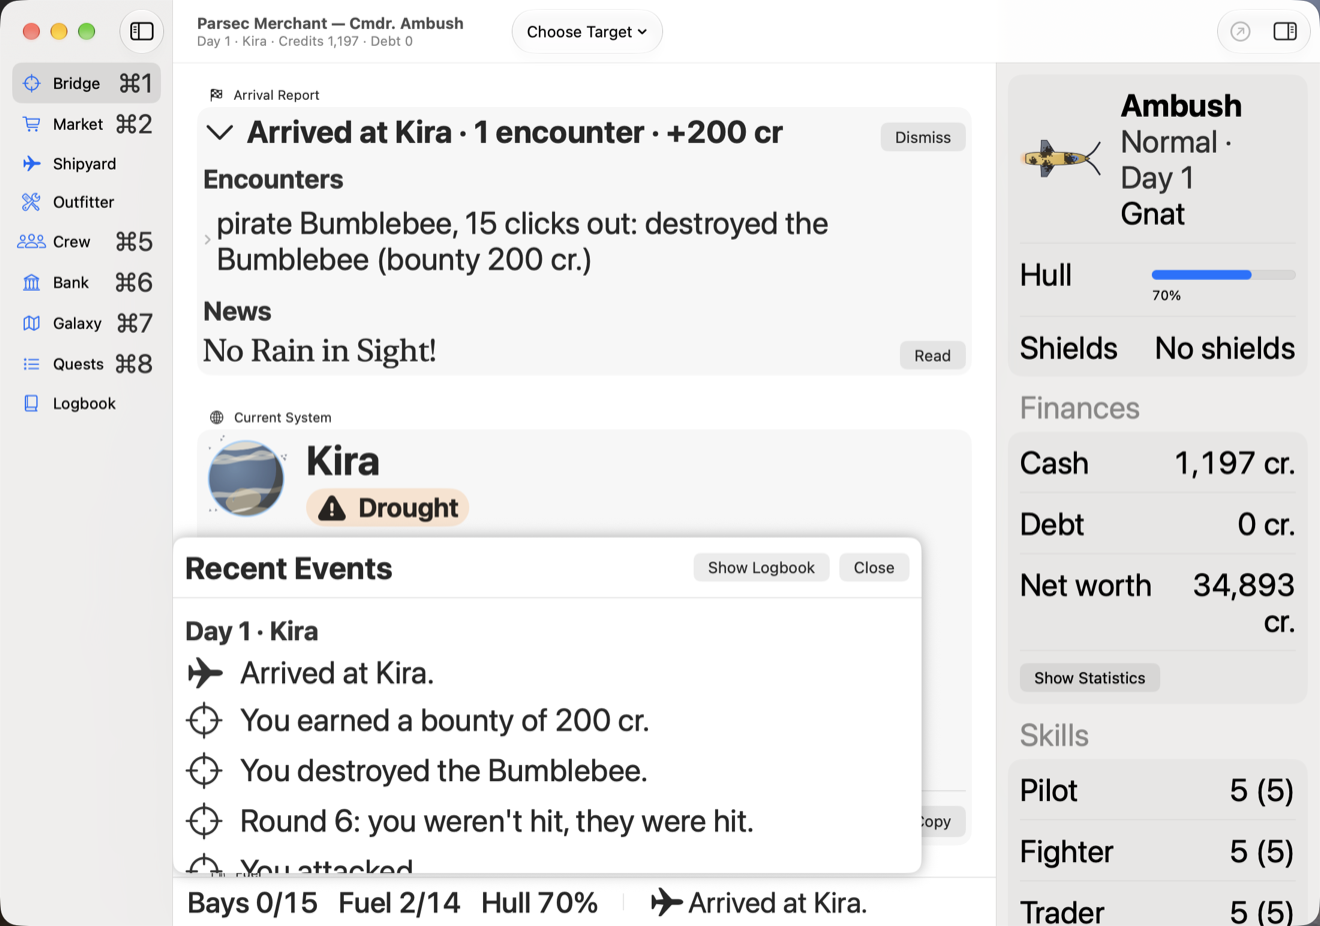 Parsec Merchant — Cmdr. Ambush
Day 1 · Kira · Credits 1,197 · Debt 0
Choose Target
Bridge ⌘1
Market ⌘2
Shipyard
Outfitter
Crew ⌘5
Bank ⌘6
Galaxy ⌘7
Quests ⌘8
Logbook
Arrival Report
Arrived at Kira · 1 encounter · +200 cr
Dismiss
Encounters
pirate Bumblebee, 15 clicks out: destroyed the
Bumblebee (bounty 200 cr.)
News
No Rain in Sight!
Read
Current System
Kira
Drought
Recent Events
Show Logbook
Close
Day 1 · Kira
Arrived at Kira.
You earned a bounty of 200 cr.
You destroyed the Bumblebee.
Round 6: you weren't hit, they were hit.
You attacked
Bays 0/15 Fuel 2/14 Hull 70%
Arrived at Kira.
Ambush
Normal ·
Day 1
Gnat
Hull
70%
Shields No shields
Finances
Cash 1,197 cr.
Debt 0 cr.
Net worth 34,893
cr.
Show Statistics
Skills
Pilot 5 (5)
Fighter 5 (5)
Trader 5 (5)